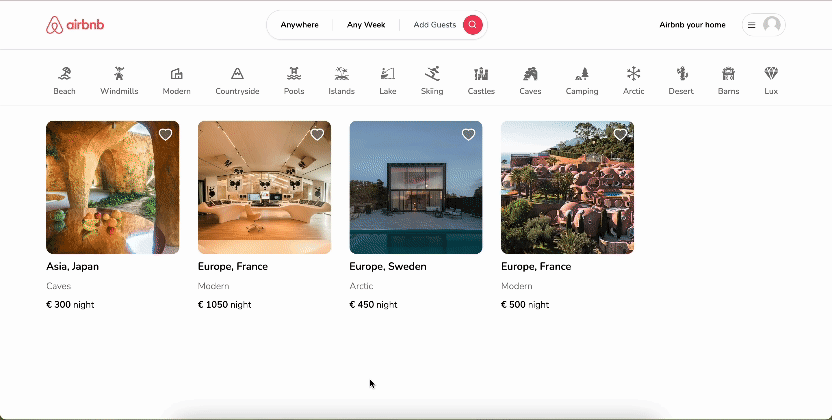 airbnb
Anywhere
Any Week
Add Guests
Airbnb your home
Beach
Windmills
Modern
Countryside
Pools
Islands
Lake
Skiing
Castles
Caves
Camping
Arctic
Desert
Barns
Lux
Asia, Japan
Caves
€ 300 night
Europe, France
Modern
€ 1050 night
Europe, Sweden
Arctic
€ 450 night
Europe, France
Modern
€ 500 night